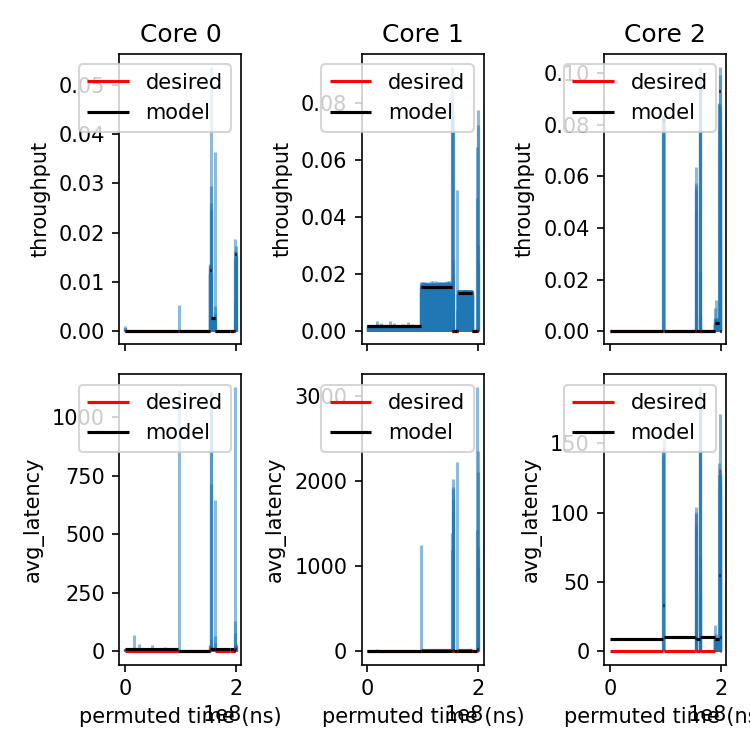 Core 0
Core 1
Core 2
throughput
0.05
0.04
0.03
0.02
0.01
0.00
desired
model
throughput
0.08
0.06
0.04
0.02
0.00
desired
model
throughput
0.10
0.08
0.06
0.04
0.02
0.00
desired
model
avg_latency
1000
750
500
250
0
desired
model
0
2
1e8
permuted time (ns)
avg_latency
3000
2000
1000
0
desired
model
0
2
1e8
permuted time (ns)
avg_latency
150
100
50
0
desired
model
0
2
1e8
permuted time (ns)